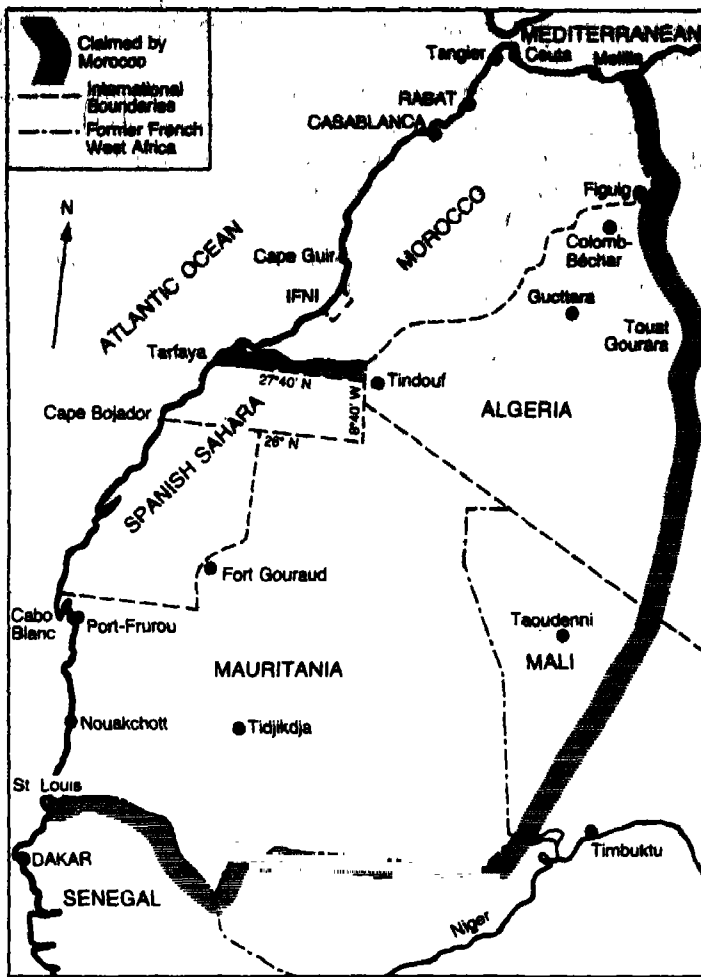 Claimed by
Morocco
International
Boundaries
Former French
West Africa
N
MEDITERRANEAN
Tangier
Ceuta
Melilla
RABAT
CASABLANCA
MOROCCO
Figuig
Colomb-
Béchar
ATLANTIC OCEAN
Cape Guir
IFNI
Gucttara
Touat
Gourara
Tarfaya
27°40' N
8°40' W
Tindouf
ALGERIA
Cape Bojador
26° N
SPANISH SAHARA
Fort Gouraud
Cabo
Blanc
Port-Frurou
Taoudenni
MALI
MAURITANIA
Nouakchott
Tidjikdja
St Louis
DAKAR
Timbuktu
SENEGAL
Niger